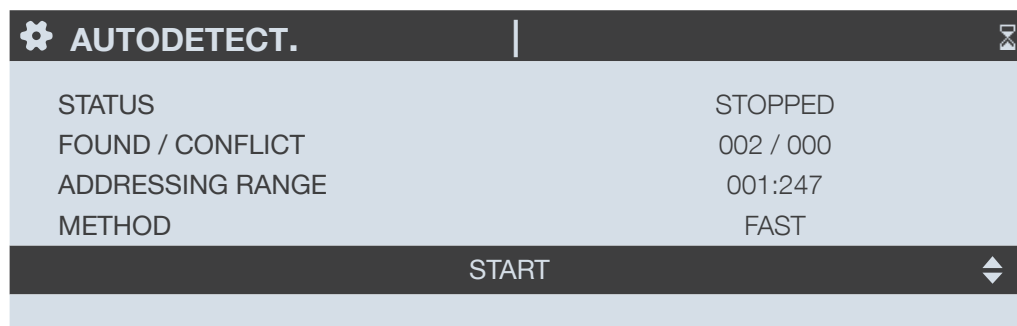 AUTODETECT.
STATUS STOPPED
FOUND / CONFLICT 002 / 000
ADDRESSING RANGE 001:247
METHOD FAST
START